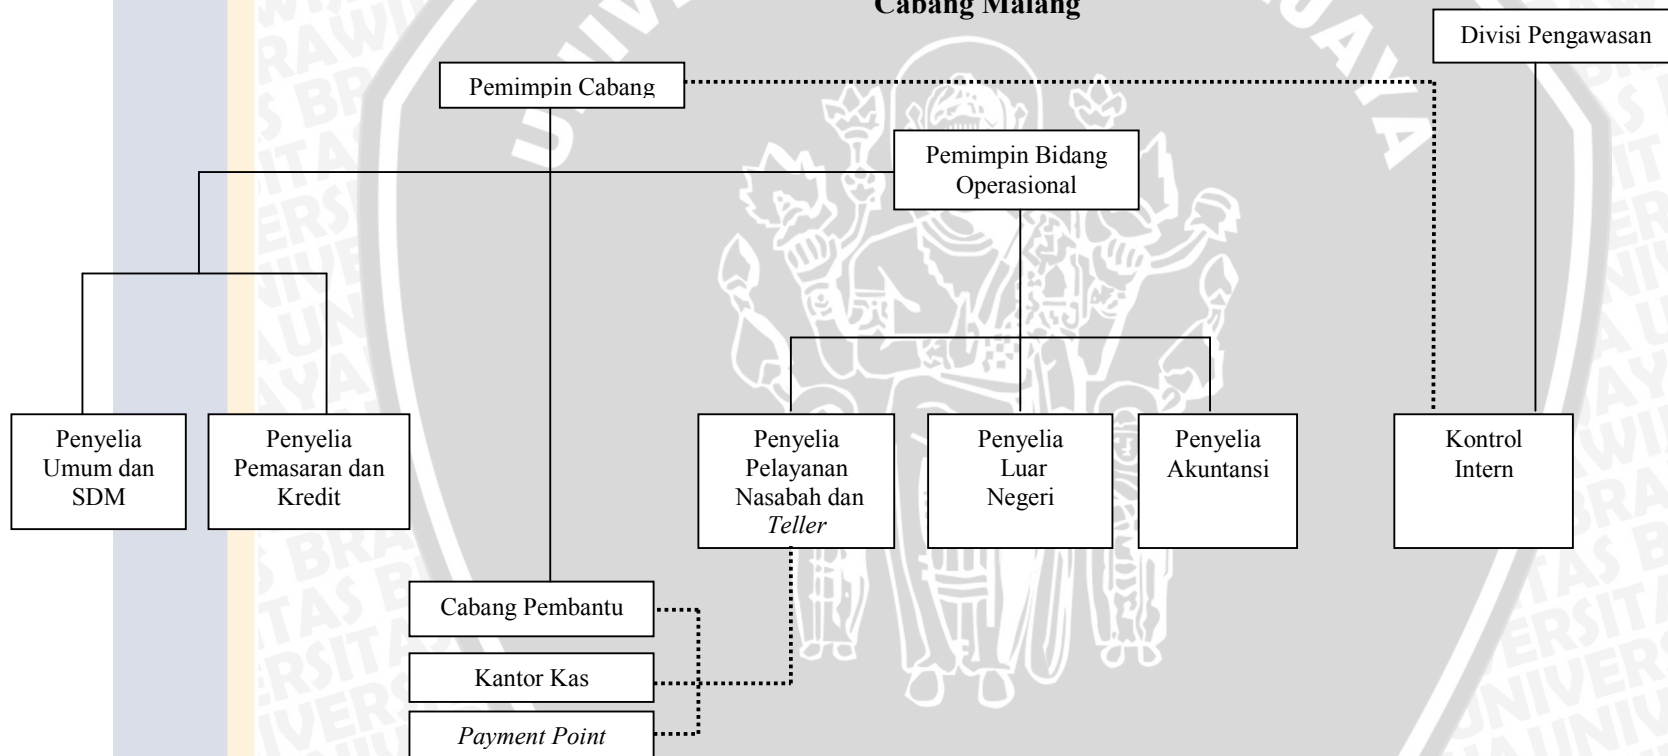 Cabang Malang
Divisi Pengawasan
Pemimpin Cabang
Pemimpin Bidang
Operasional
Penyelia
Umum dan
SDM
Penyelia
Pemasaran dan
Kredit
Penyelia
Pelayanan
Nasabah dan
Teller
Penyelia
Luar
Negeri
Penyelia
Akuntansi
Kontrol
Intern
Cabang Pembantu
Kantor Kas
Payment Point